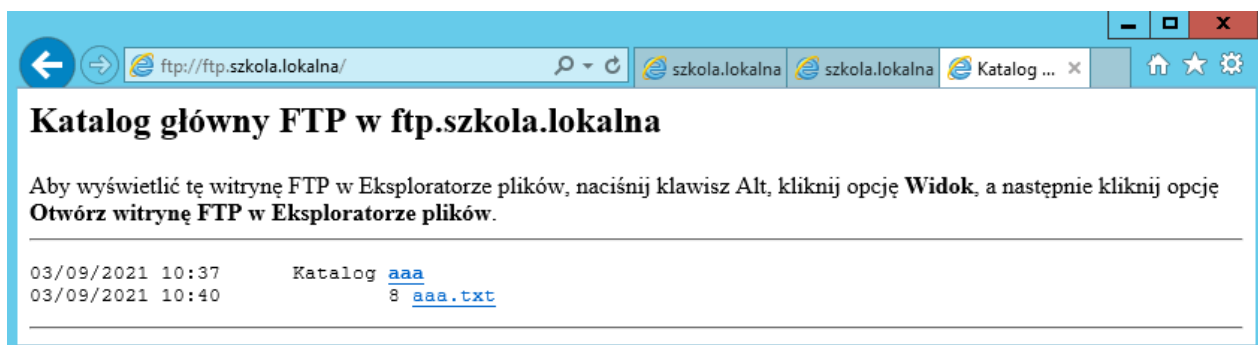 ftp://ftp.szkola.lokalna/
szkola.lokalna
szkola.lokalna
Katalog ...
Katalog główny FTP w ftp.szkola.lokalna
Aby wyświetlić tę witrynę FTP w Eksploratorze plików, naciśnij klawisz Alt, kliknij opcję Widok, a następnie kliknij opcję
Otwórz witrynę FTP w Eksploratorze plików.
03/09/2021 10:37 Katalog aaa
03/09/2021 10:40 8 aaa.txt